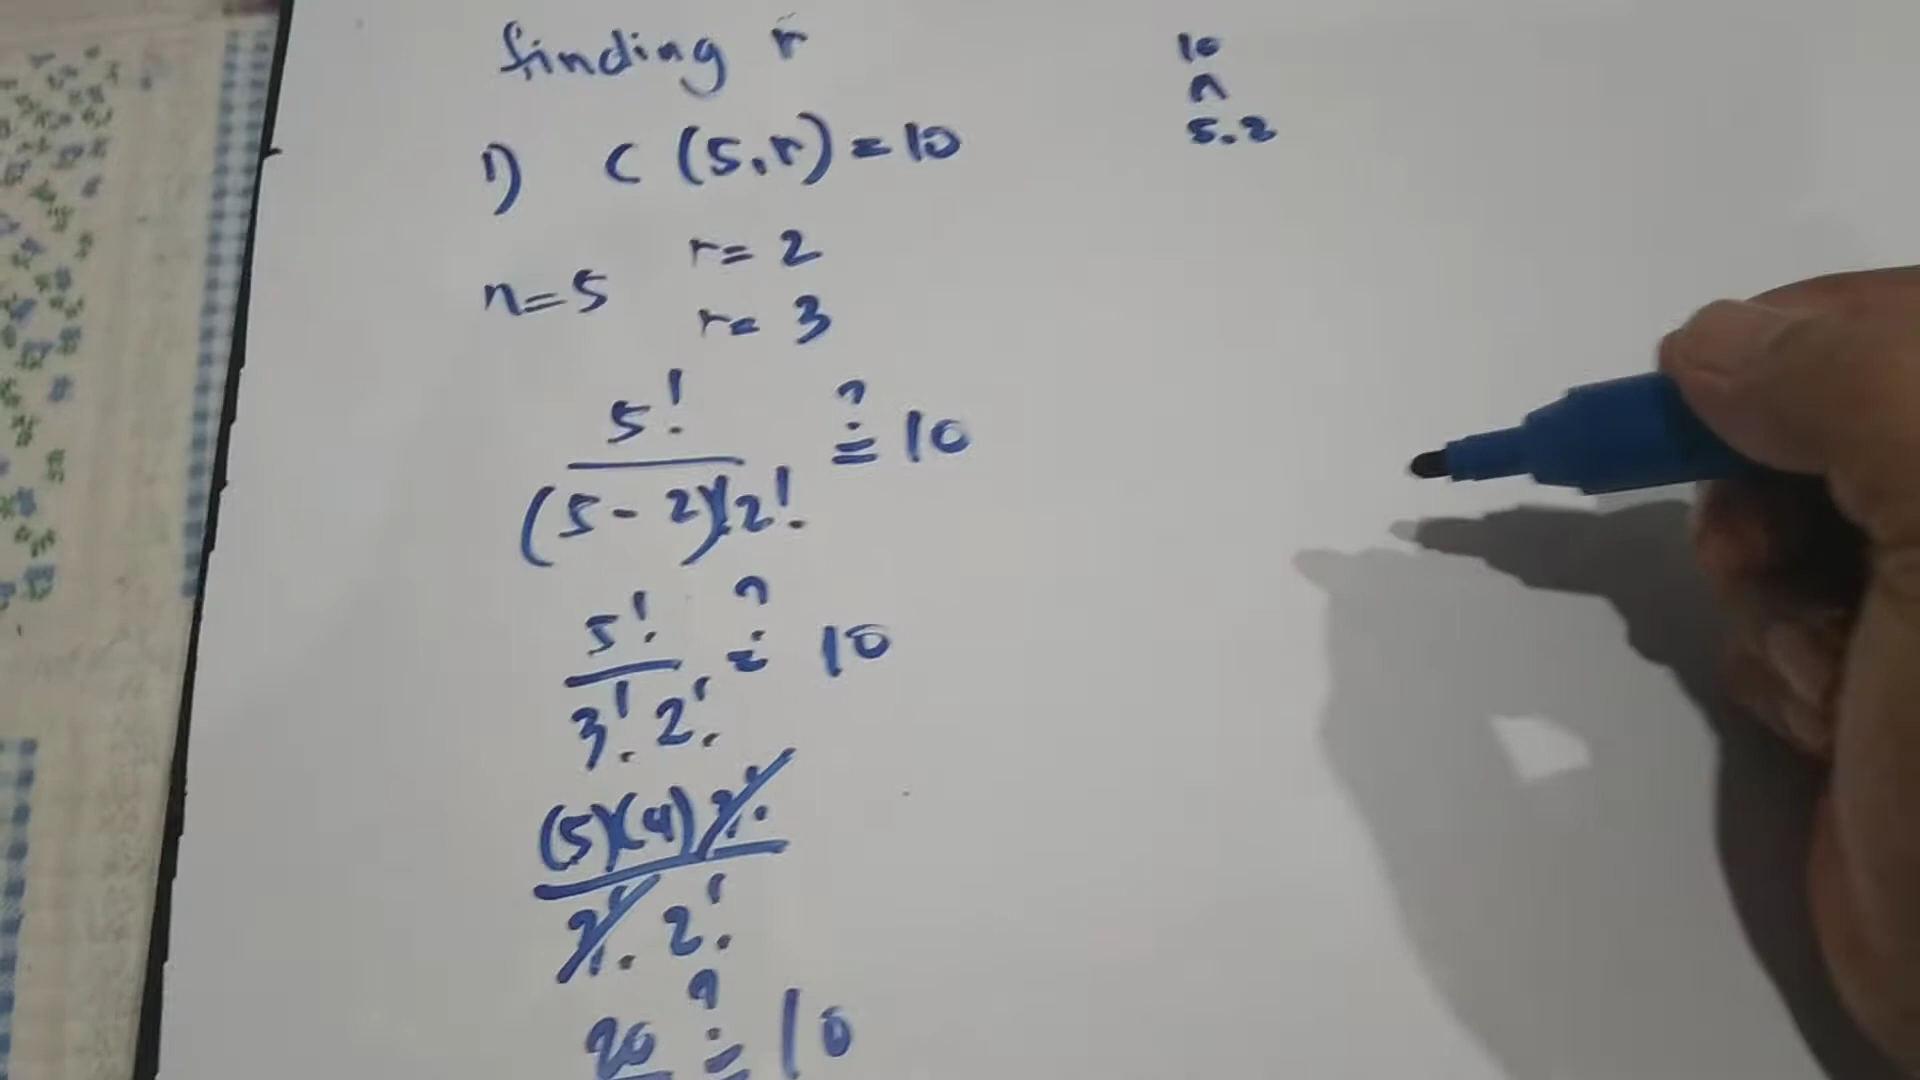 finding r
1) C (5,r) = 10
n=5 r= 2
r= 3
5! / (5-2)!2! ≟ 10
5! / 3! 2! ≟ 10
(5)(4) 3! / 3! 2!
20 ≟ 10
10
^
5.2